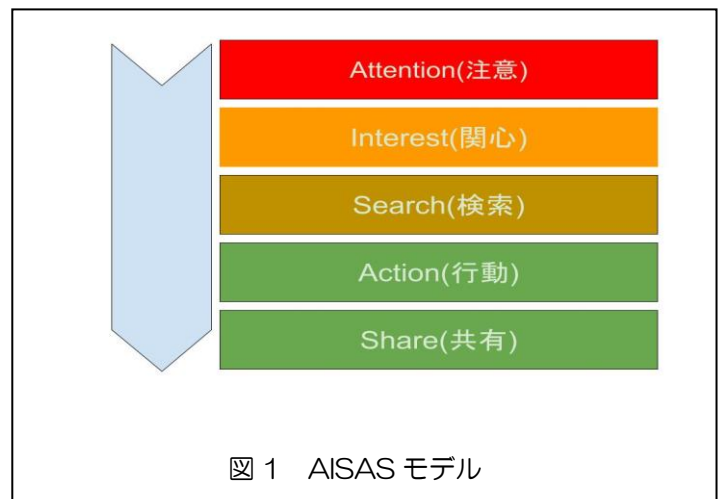 Attention(注意)
Interest(関心)
Search(検索)
Action(行動)
Share(共有)
図 1　AISAS モデル